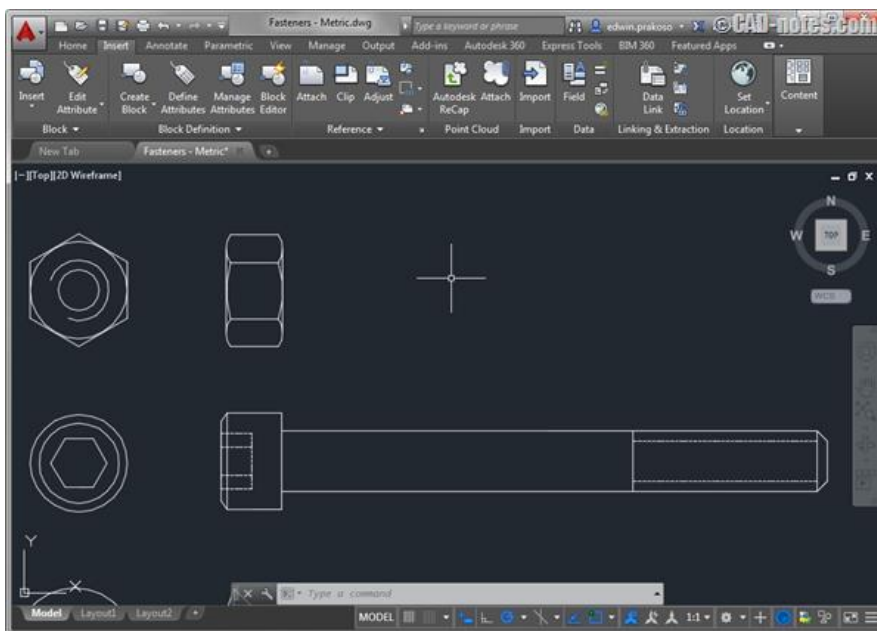 Fasteners - Metric.dwg
Type a keyword or phrase
edwin.prakoso
© CAD-notes.com
Home Insert Annotate Parametric View Manage Output Add-ins Autodesk 360 Express Tools BIM 360 Featured Apps
Insert Edit Attribute Create Block Define Attributes Manage Attributes Block Editor Attach Clip Adjust Autodesk ReCap Attach Import Field Data Link Set Location Content
Block Block Definition Reference Point Cloud Import Data Linking & Extraction Location
New Tab Fasteners - Metric*
[−][Top][2D Wireframe]
N
W TOP E
S
WCS
Y
X
Type a command
Model Layout1 Layout2 +
MODEL 1:1